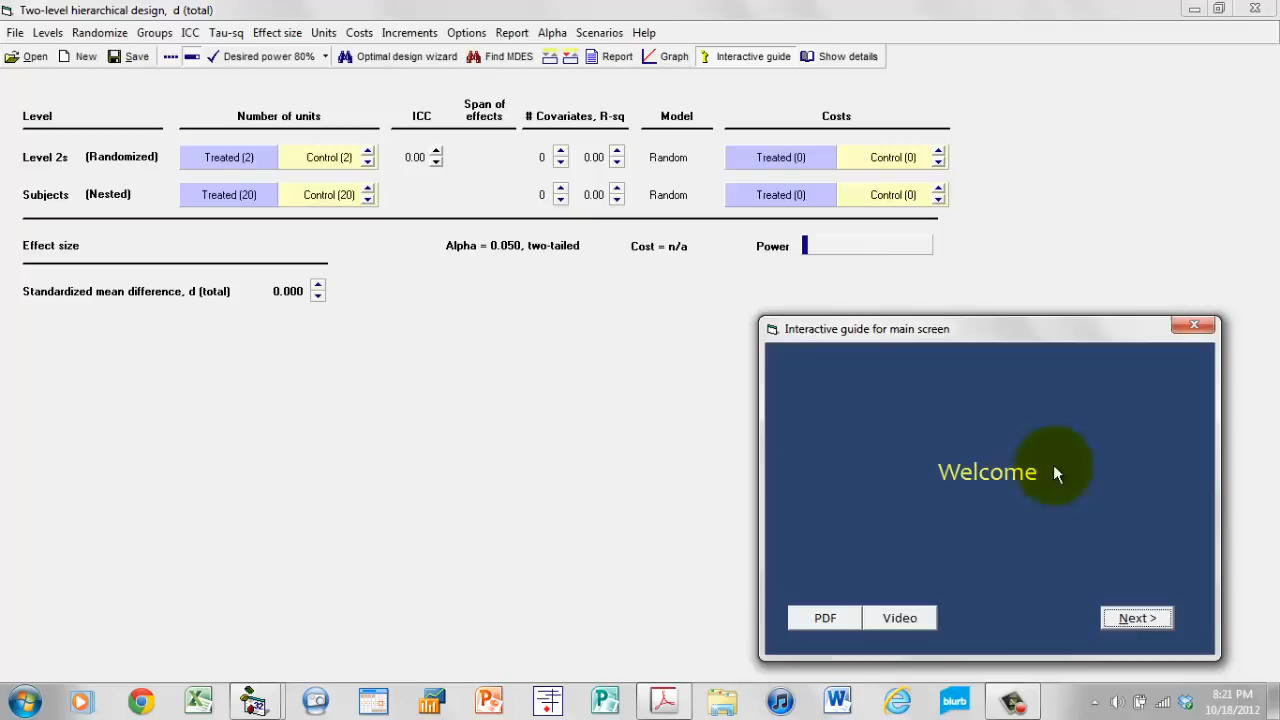 Two-level hierarchical design, d (total)
File Levels Randomize Groups ICC Tau-sq Effect size Units Costs Increments Options Report Alpha Scenarios Help
Open New Save Desired power 80% Optimal design wizard Find MDES Report Graph Interactive guide Show details
Level Number of units ICC Span of effects # Covariates, R-sq Model Costs
Level 2s (Randomized) Treated (2) Control (2) 0.00 0 0.00 Random Treated (0) Control (0)
Subjects (Nested) Treated (20) Control (20) 0 0.00 Random Treated (0) Control (0)
Effect size Alpha = 0.050, two-tailed Cost = n/a Power
Standardized mean difference, d (total) 0.000
Interactive guide for main screen
Welcome
PDF Video Next >
blurb
8:21 PM
10/18/2012